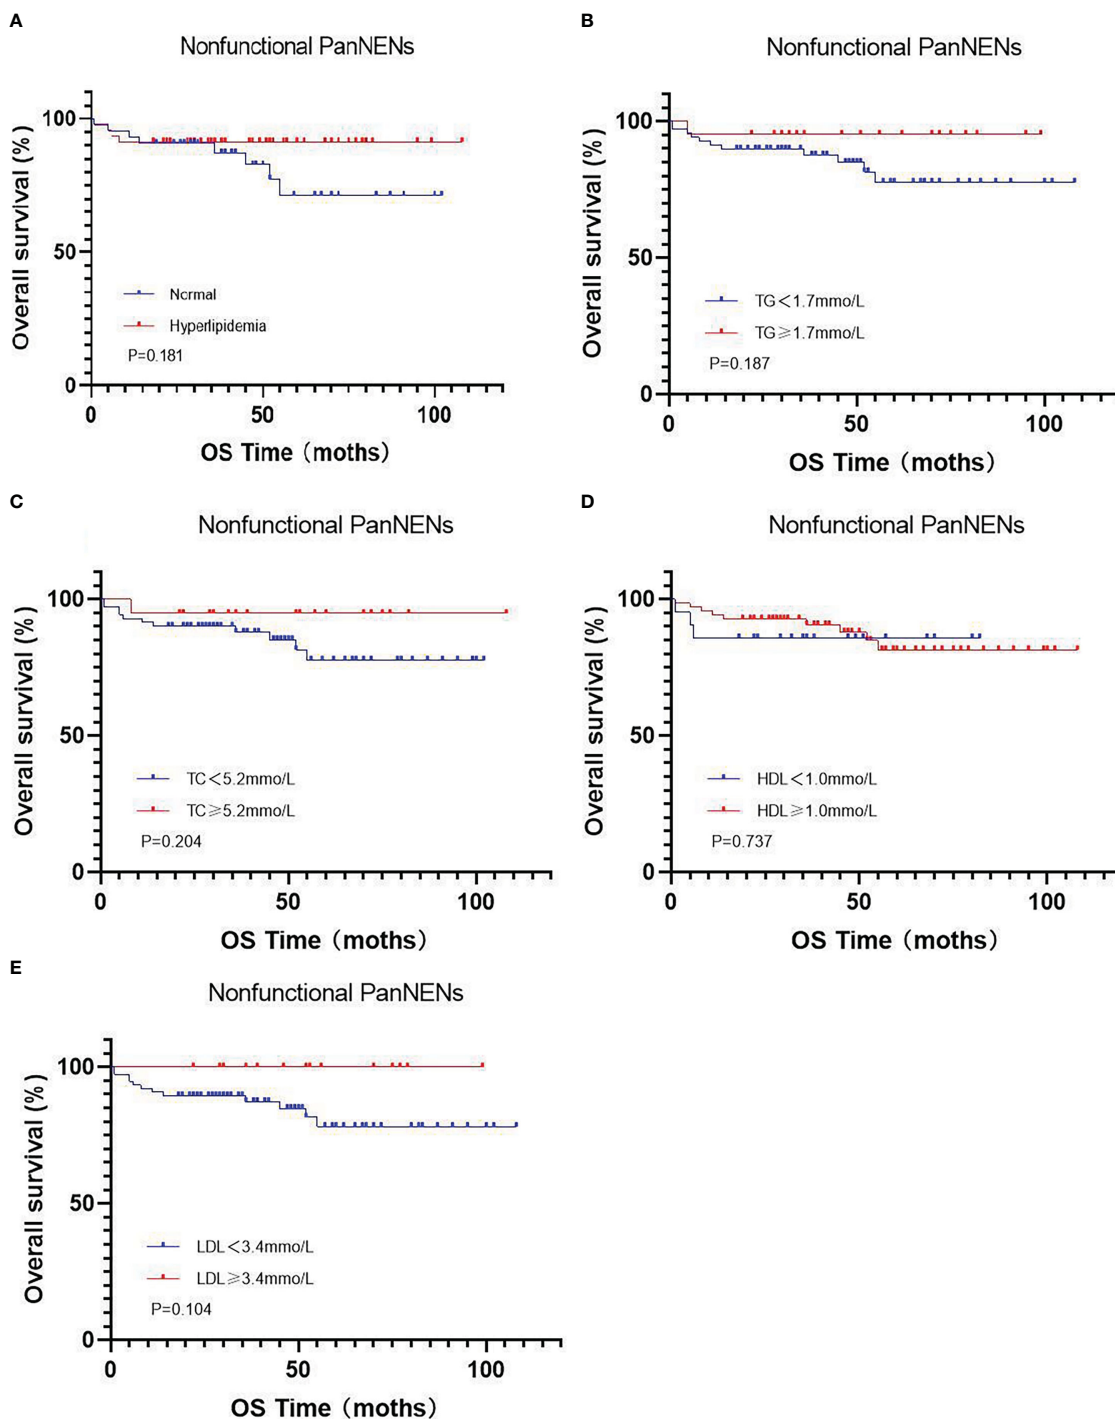 A
Nonfunctional PanNENs
Overall survival (%)
100
50
0
Normal
Hyperlipidemia
P=0.181
0 50 100
OS Time (moths)
B
Nonfunctional PanNENs
Overall survival (%)
100
50
0
TG<1.7mmo/L
TG≥1.7mmo/L
P=0.187
0 50 100
OS Time (moths)
C
Nonfunctional PanNENs
Overall survival (%)
100
50
0
TC<5.2mmo/L
TC≥5.2mmo/L
P=0.204
0 50 100
OS Time (moths)
D
Nonfunctional PanNENs
Overall survival (%)
100
50
0
HDL<1.0mmo/L
HDL≥1.0mmo/L
P=0.737
0 50 100
OS Time (moths)
E
Nonfunctional PanNENs
Overall survival (%)
100
50
0
LDL<3.4mmo/L
LDL≥3.4mmo/L
P=0.104
0 50 100
OS Time (moths)